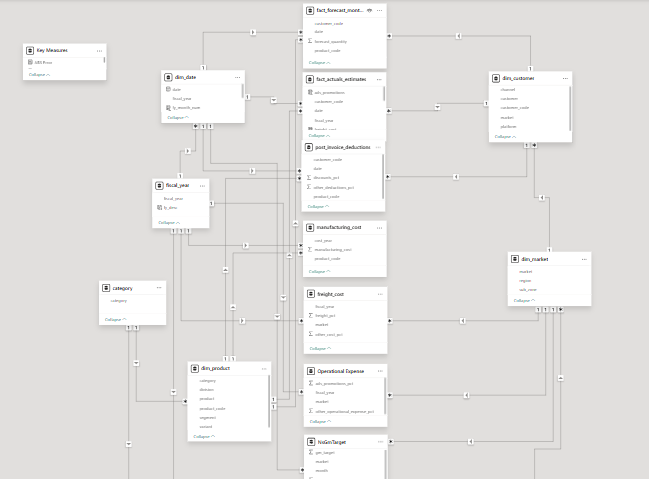 fact_forecast_mont...
customer_code
date
forecast_quantity
product_code
Collapse
Key Measures
ABS Error
Collapse
dim_date
date
fiscal_year
fy_month_num
Collapse
fact_actuals_estimates
ads_promotions
customer_code
date
fiscal_year
freight_cost
Collapse
dim_customer
channel
customer
customer_code
market
platform
Collapse
post_invoice_deductions
customer_code
date
discounts_pct
other_deductions_pct
product_code
Collapse
fiscal_year
fiscal_year
fy_desc
Collapse
manufacturing_cost
cost_year
manufacturing_cost
product_code
Collapse
dim_market
market
region
sub_zone
Collapse
category
category
Collapse
freight_cost
fiscal_year
freight_pct
market
other_cost_pct
Collapse
dim_product
category
division
product
product_code
segment
variant
Collapse
Operational Expense
ads_promotions_pct
fiscal_year
market
other_operational_expense_pct
Collapse
NsGmTarget
gm_target
market
month